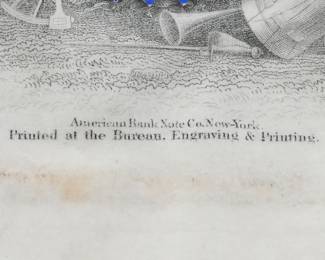 American Bank Note Co. New-York.
Printed at the Bureau, Engraving & Printing.